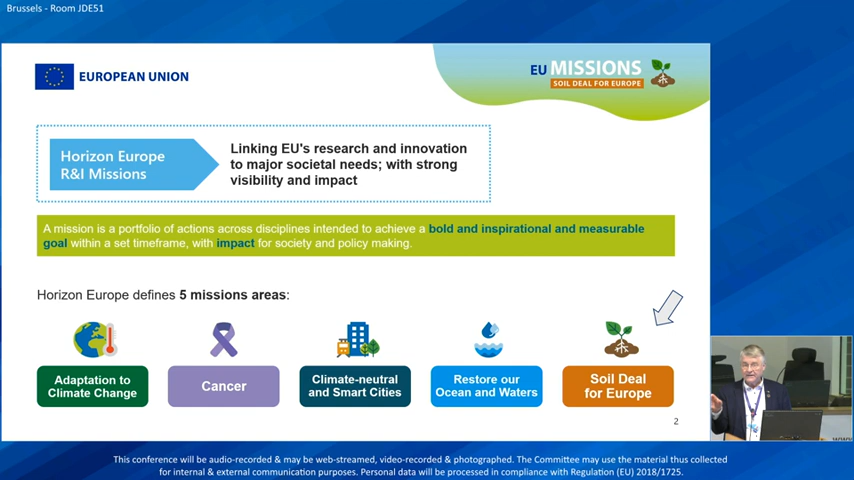 Brussels - Room JDE51
EUROPEAN UNION
EU MISSIONS
SOIL DEAL FOR EUROPE
Horizon Europe
R&I Missions
Linking EU's research and innovation
to major societal needs; with strong
visibility and impact
A mission is a portfolio of actions across disciplines intended to achieve a bold and inspirational and measurable
goal within a set timeframe, with impact for society and policy making.
Horizon Europe defines 5 missions areas:
Adaptation to
Climate Change
Cancer
Climate-neutral
and Smart Cities
Restore our
Ocean and Waters
Soil Deal
for Europe
2
This conference will be audio-recorded & may be web-streamed, video-recorded & photographed. The Committee may use the material thus collected
for internal & external communication purposes. Personal data will be processed in compliance with Regulation (EU) 2018/1725.